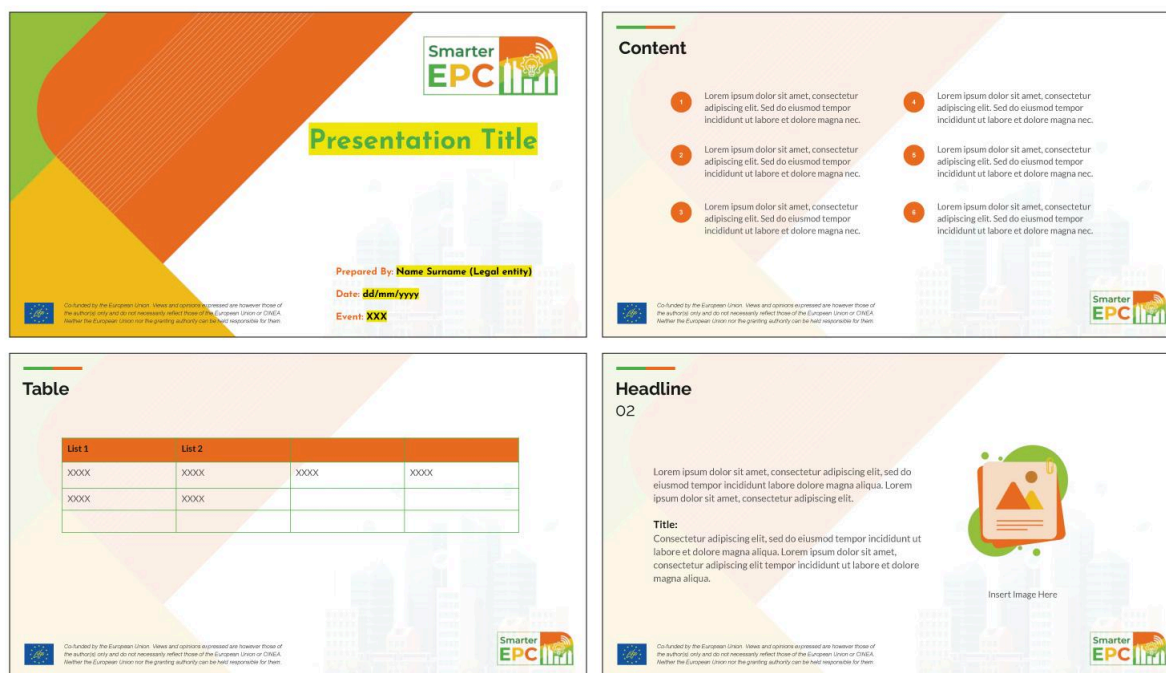 Smarter
EPC
Presentation Title
Prepared By: Name Surname (Legal entity)
Date: dd/mm/yyyy
Event: XXX
Co-funded by the European Union. Views and opinions expressed are however those of
the author(s) only and do not necessarily reflect those of the European Union or CINEA.
Neither the European Union nor the granting authority can be held responsible for them.
Content
1
Lorem ipsum dolor sit amet, consectetur
adipiscing elit. Sed do eiusmod tempor
incididunt ut labore et dolore magna nec.
2
Lorem ipsum dolor sit amet, consectetur
adipiscing elit. Sed do eiusmod tempor
incididunt ut labore et dolore magna nec.
3
Lorem ipsum dolor sit amet, consectetur
adipiscing elit. Sed do eiusmod tempor
incididunt ut labore et dolore magna nec.
4
Lorem ipsum dolor sit amet, consectetur
adipiscing elit. Sed do eiusmod tempor
incididunt ut labore et dolore magna nec.
5
Lorem ipsum dolor sit amet, consectetur
adipiscing elit. Sed do eiusmod tempor
incididunt ut labore et dolore magna nec.
6
Lorem ipsum dolor sit amet, consectetur
adipiscing elit. Sed do eiusmod tempor
incididunt ut labore et dolore magna nec.
Co-funded by the European Union. Views and opinions expressed are however those of
the author(s) only and do not necessarily reflect those of the European Union or CINEA.
Neither the European Union nor the granting authority can be held responsible for them.
Smarter
EPC
Table
List 1 List 2
XXXX XXXX XXXX XXXX
XXXX XXXX
Co-funded by the European Union. Views and opinions expressed are however those of
the author(s) only and do not necessarily reflect those of the European Union or CINEA.
Neither the European Union nor the granting authority can be held responsible for them.
Smarter
EPC
Headline
02
Lorem ipsum dolor sit amet, consectetur adipiscing elit, sed do
eiusmod tempor incididunt labore dolore magna aliqua. Lorem
ipsum dolor sit amet, consectetur adipiscing elit.
Title:
Consectetur adipiscing elit, sed do eiusmod tempor incididunt ut
labore et dolore magna aliqua. Lorem ipsum dolor sit amet,
consectetur adipiscing elit tempor incididunt ut labore et dolore
magna aliqua.
Insert Image Here
Co-funded by the European Union. Views and opinions expressed are however those of
the author(s) only and do not necessarily reflect those of the European Union or CINEA.
Neither the European Union nor the granting authority can be held responsible for them.
Smarter
EPC